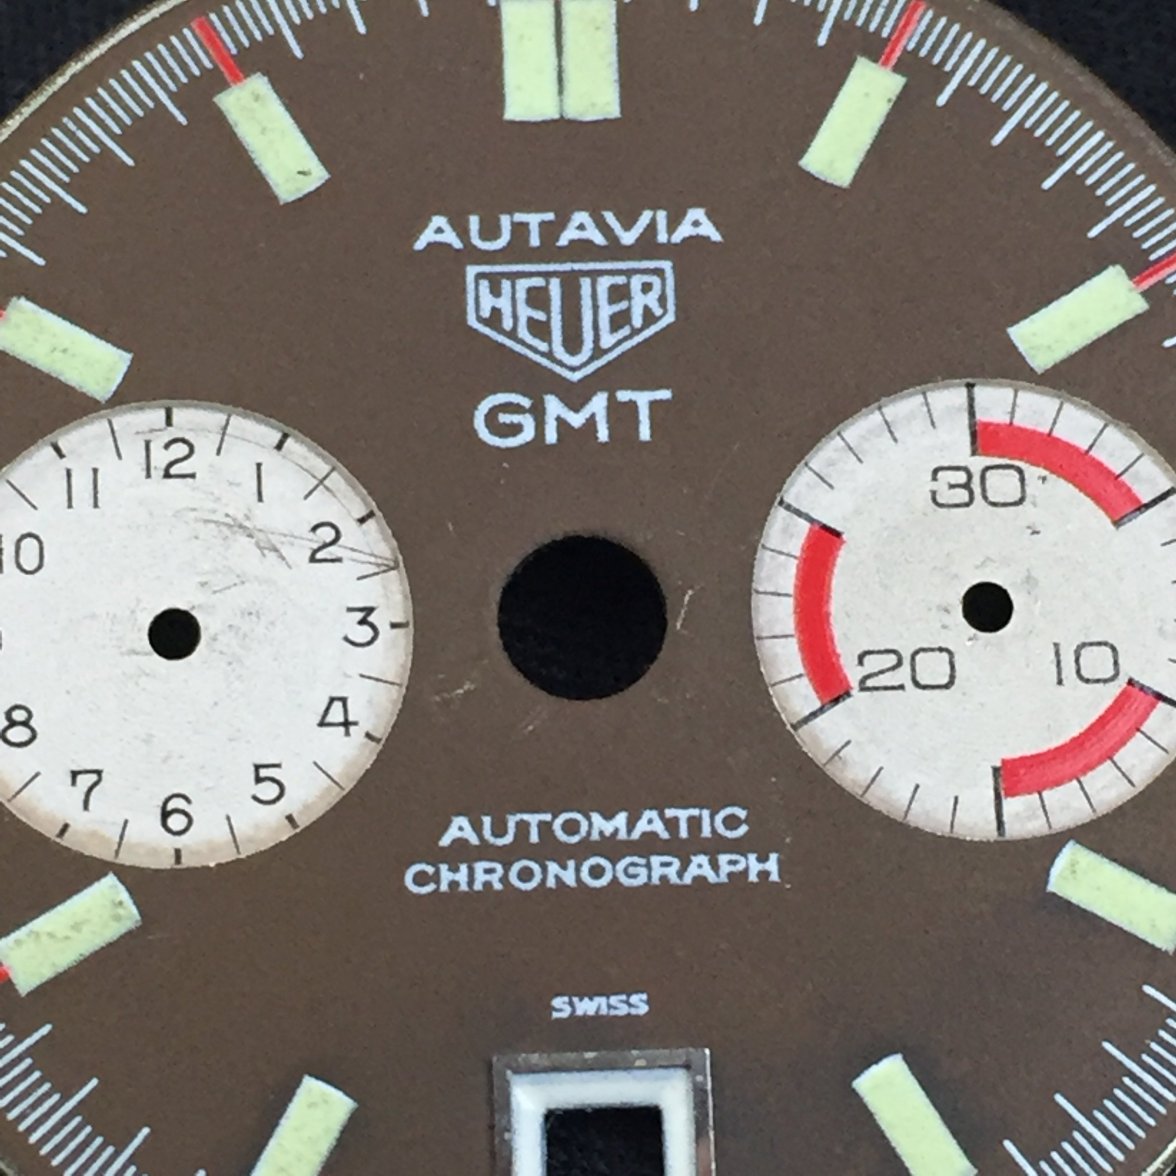 AUTAVIA
HEUER
GMT
12
1
2
3
4
5
6
7
8
10
11
30
10
20
AUTOMATIC
CHRONOGRAPH
SWISS